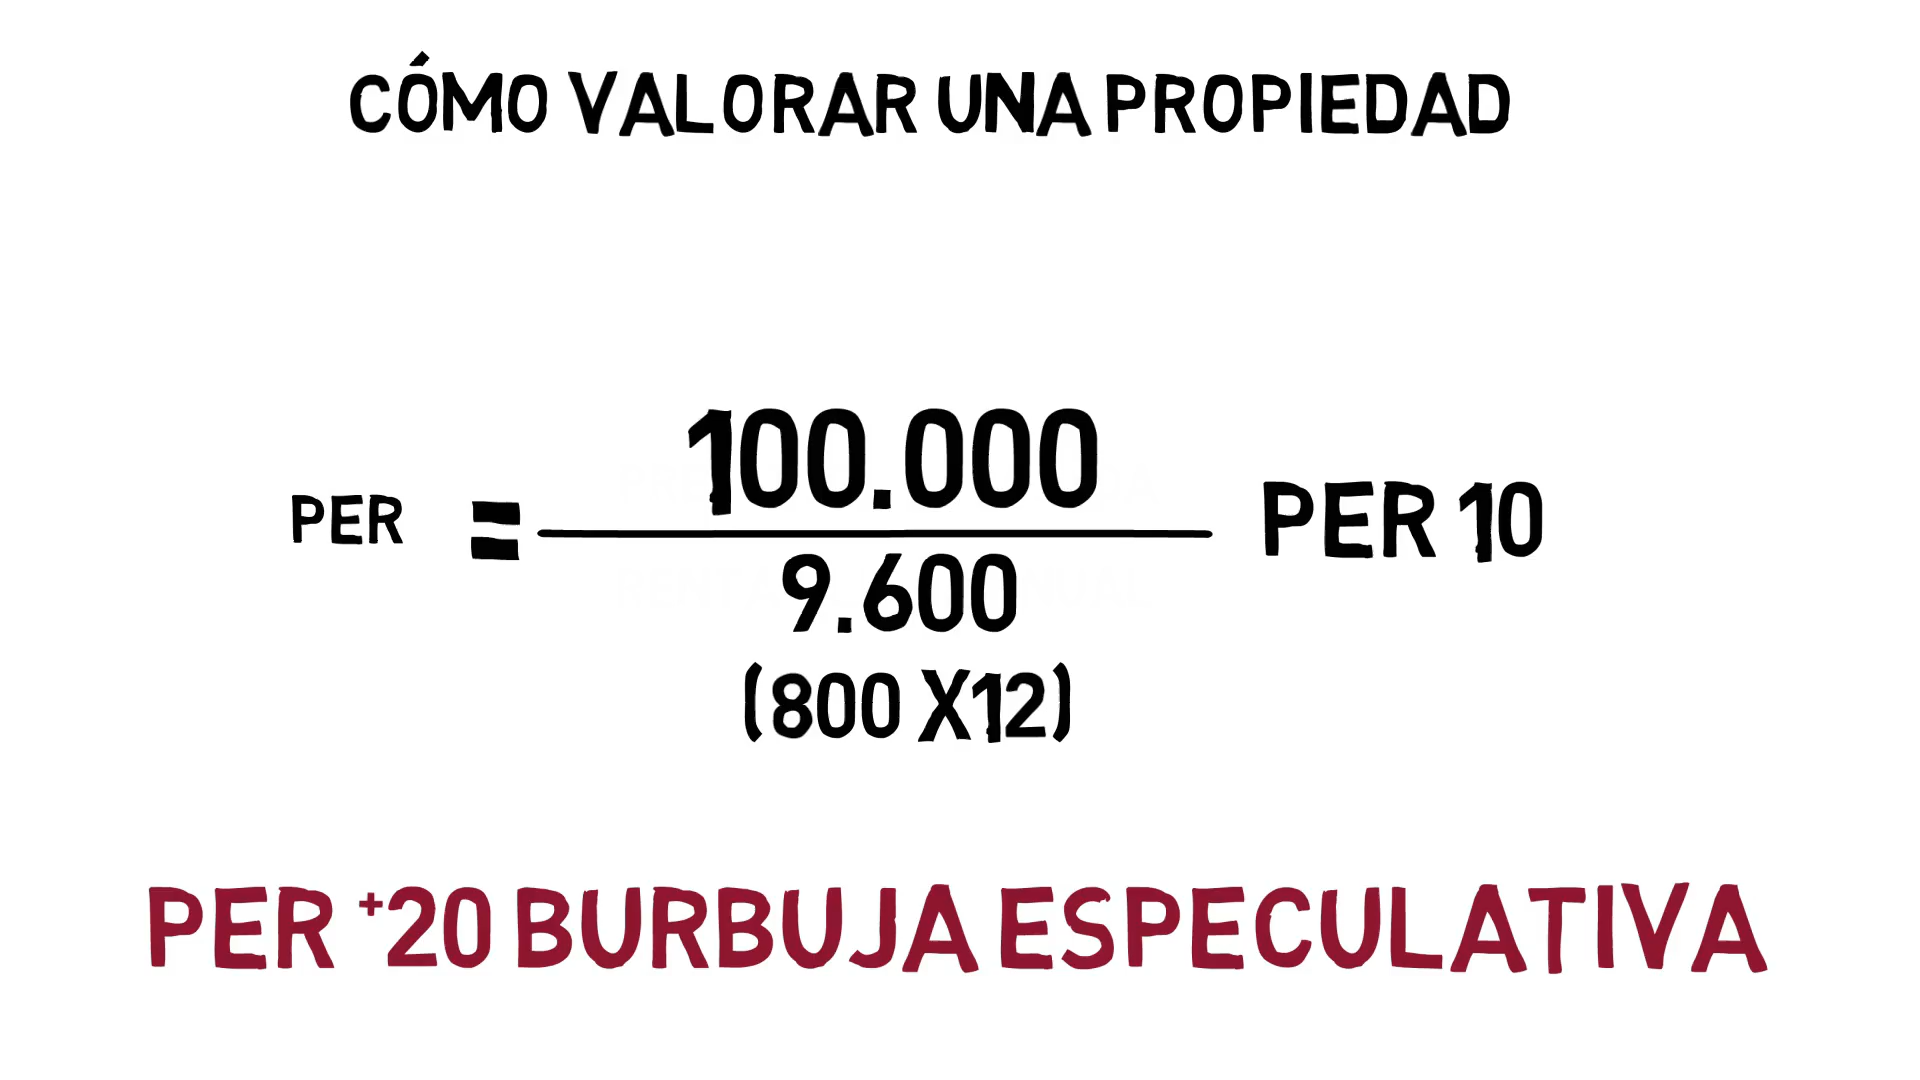 CÓMO VALORAR UNA PROPIEDAD
100.000
PER = PER 10
9.600
(800 X12)
PER +20 BURBUJA ESPECULATIVA